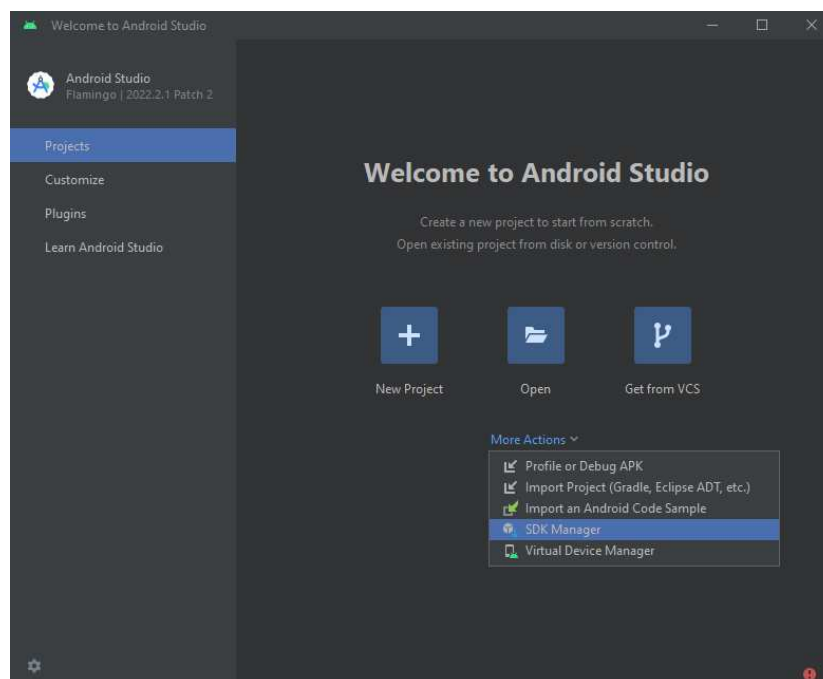 Welcome to Android Studio
Android Studio
Flamingo | 2022.2.1 Patch 2
Projects
Customize
Plugins
Learn Android Studio
Welcome to Android Studio
Create a new project to start from scratch.
Open existing project from disk or version control.
New Project
Open
Get from VCS
More Actions
Profile or Debug APK
Import Project (Gradle, Eclipse ADT, etc.)
Import an Android Code Sample
SDK Manager
Virtual Device Manager